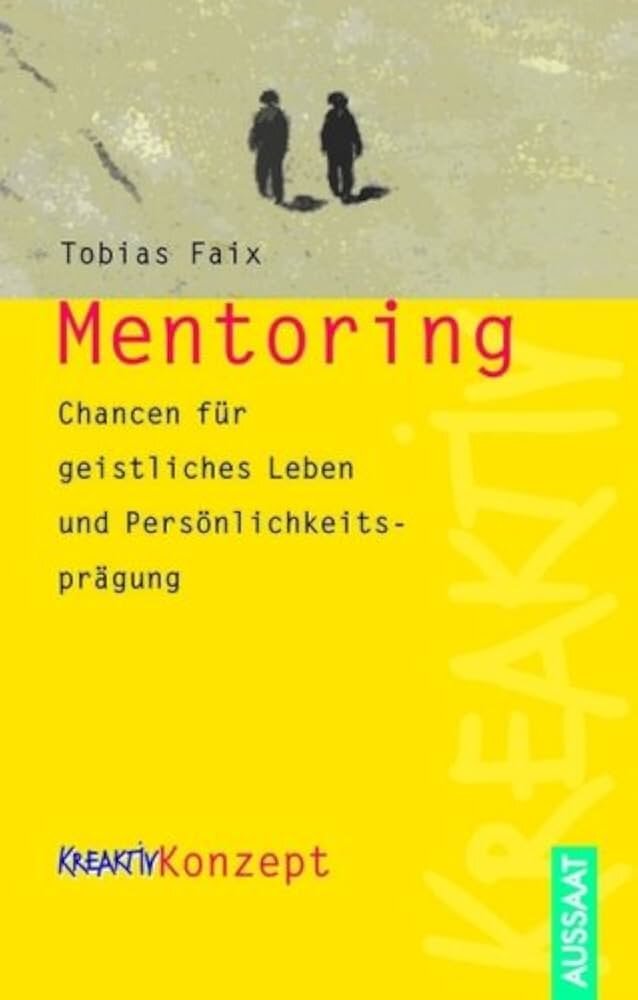 Tobias Faix
Mentoring
Chancen für
geistliches Leben
und Persönlichkeits-
prägung
KREAKTIV
KREAKTIVKonzept
AUSSAAT